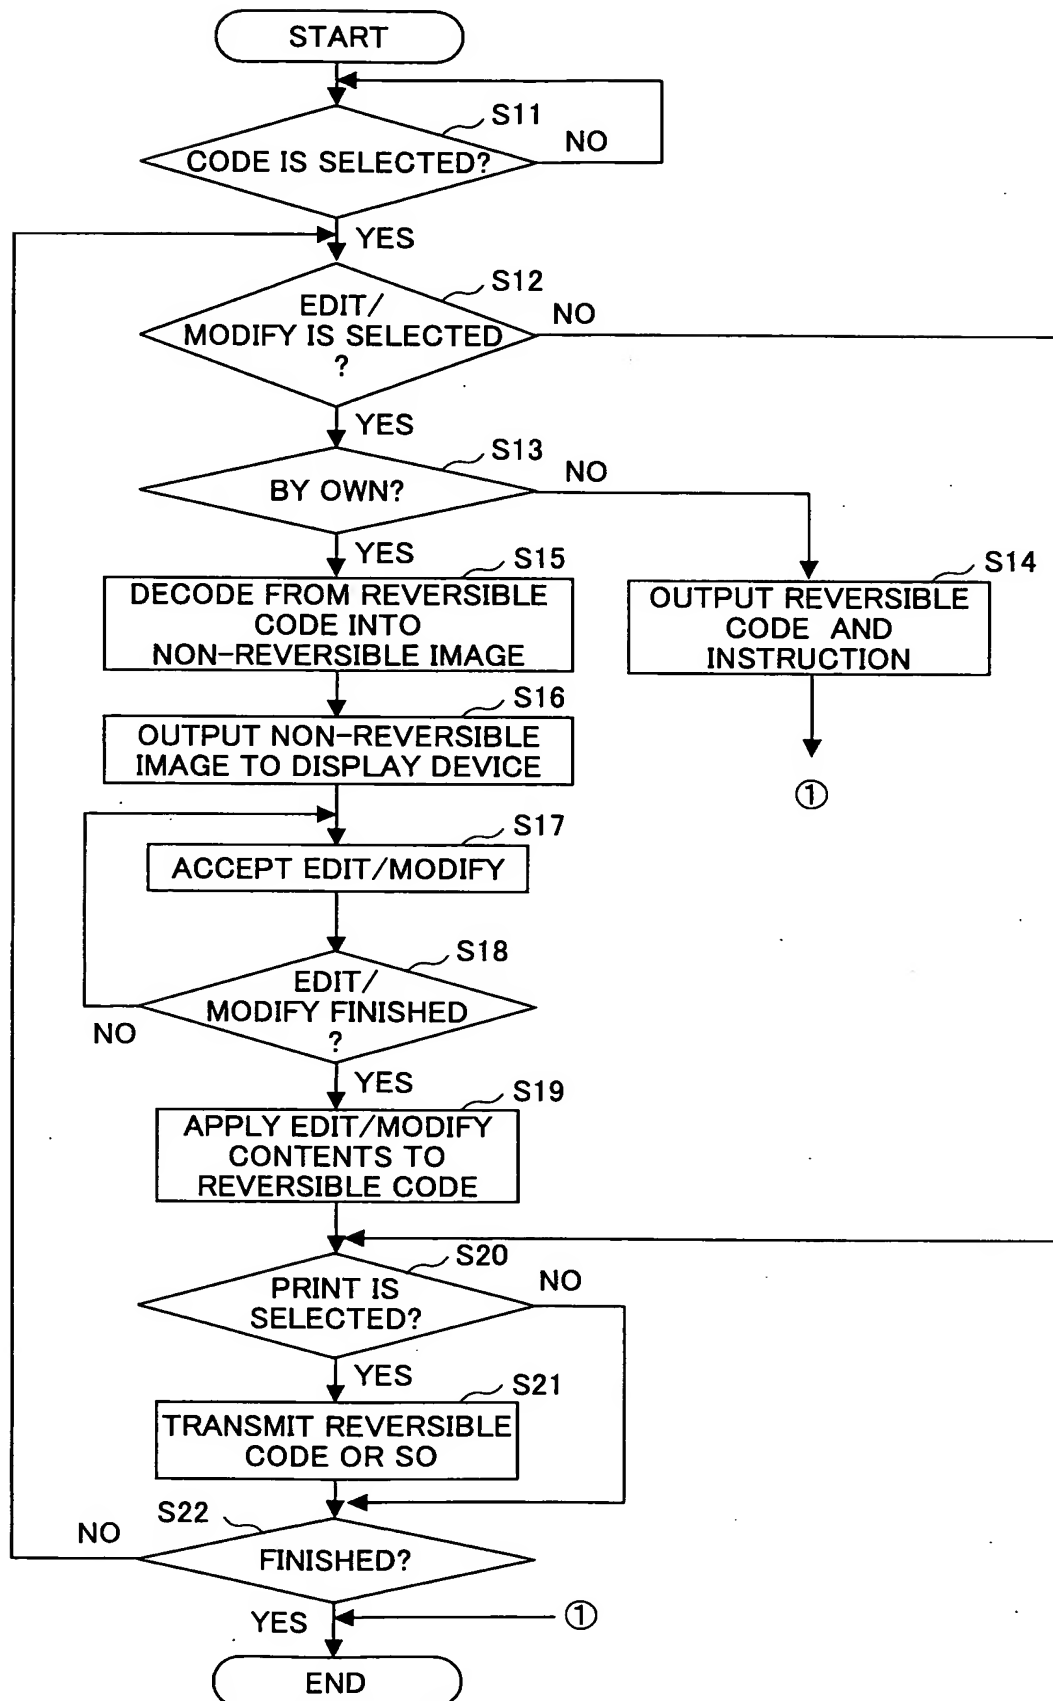 START
S11
NO
CODE IS SELECTED?
YES
S12
EDIT/
MODIFY IS SELECTED
?
NO
YES
S13
NO
BY OWN?
YES
S15
DECODE FROM REVERSIBLE
CODE INTO
NON-REVERSIBLE IMAGE
S14
OUTPUT REVERSIBLE
CODE AND
INSTRUCTION
①
S16
OUTPUT NON-REVERSIBLE
IMAGE TO DISPLAY DEVICE
S17
ACCEPT EDIT/MODIFY
S18
EDIT/
MODIFY FINISHED
?
NO
YES
S19
APPLY EDIT/MODIFY
CONTENTS TO
REVERSIBLE CODE
S20
NO
PRINT IS
SELECTED?
YES
S21
TRANSMIT REVERSIBLE
CODE OR SO
S22
NO
FINISHED?
YES
①
END